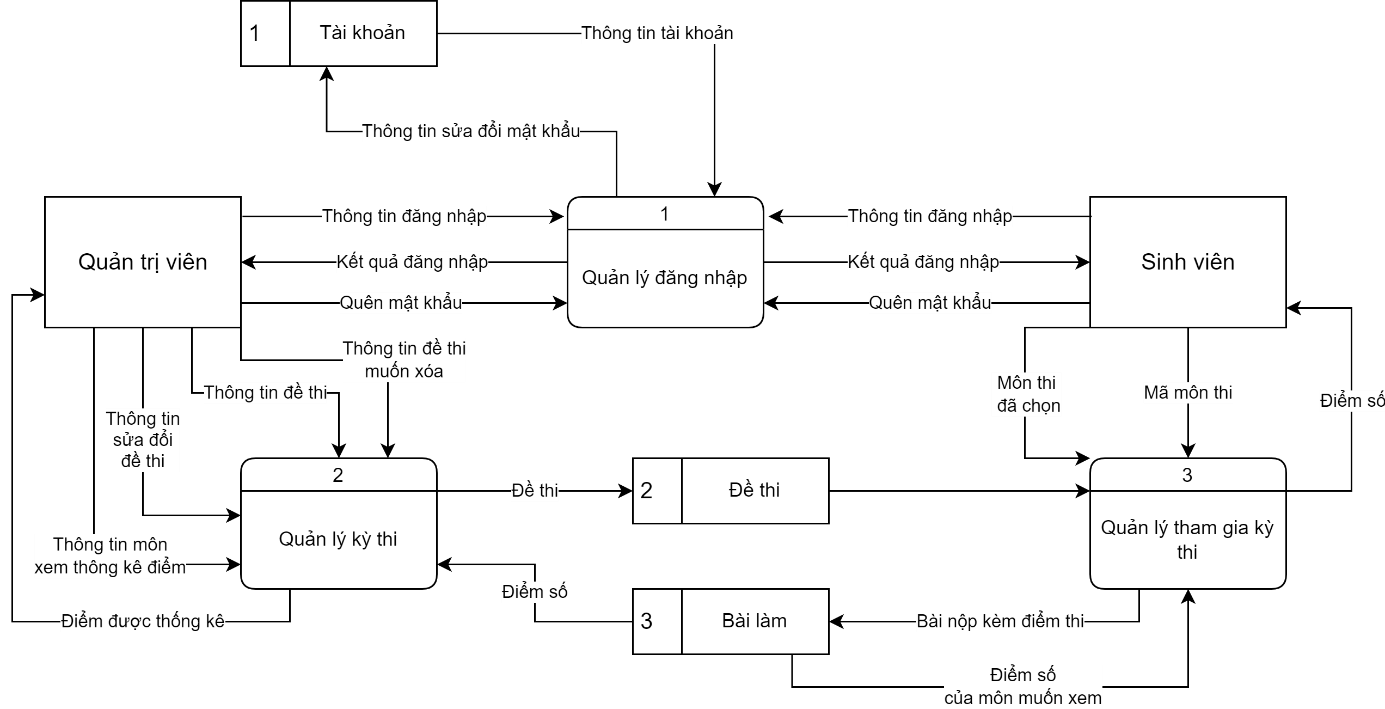 1
Tài khoản
Thông tin tài khoản
Thông tin sửa đổi mật khẩu
Quản trị viên
Thông tin đăng nhập
Kết quả đăng nhập
Quên mật khẩu
1
Quản lý đăng nhập
Thông tin đăng nhập
Kết quả đăng nhập
Quên mật khẩu
Sinh viên
Thông tin đề thi
muốn xóa
Thông tin đề thi
Thông tin
sửa đổi
đề thi
Môn thi
đã chọn
Mã môn thi
Điểm số
2
Quản lý kỳ thi
Đề thi
2
Đề thi
3
Quản lý tham gia kỳ
thi
Thông tin môn
xem thông kê điểm
Điểm được thống kê
Điểm số
3
Bài làm
Bài nộp kèm điểm thi
Điểm số
của môn muốn xem